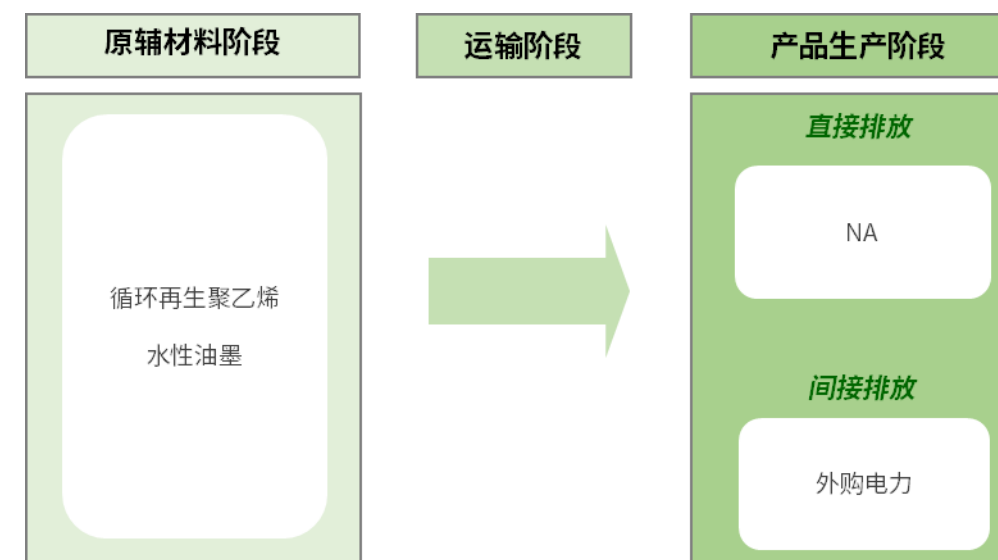 原辅材料阶段
运输阶段
产品生产阶段
循环再生聚乙烯
水性油墨
直接排放
NA
间接排放
外购电力